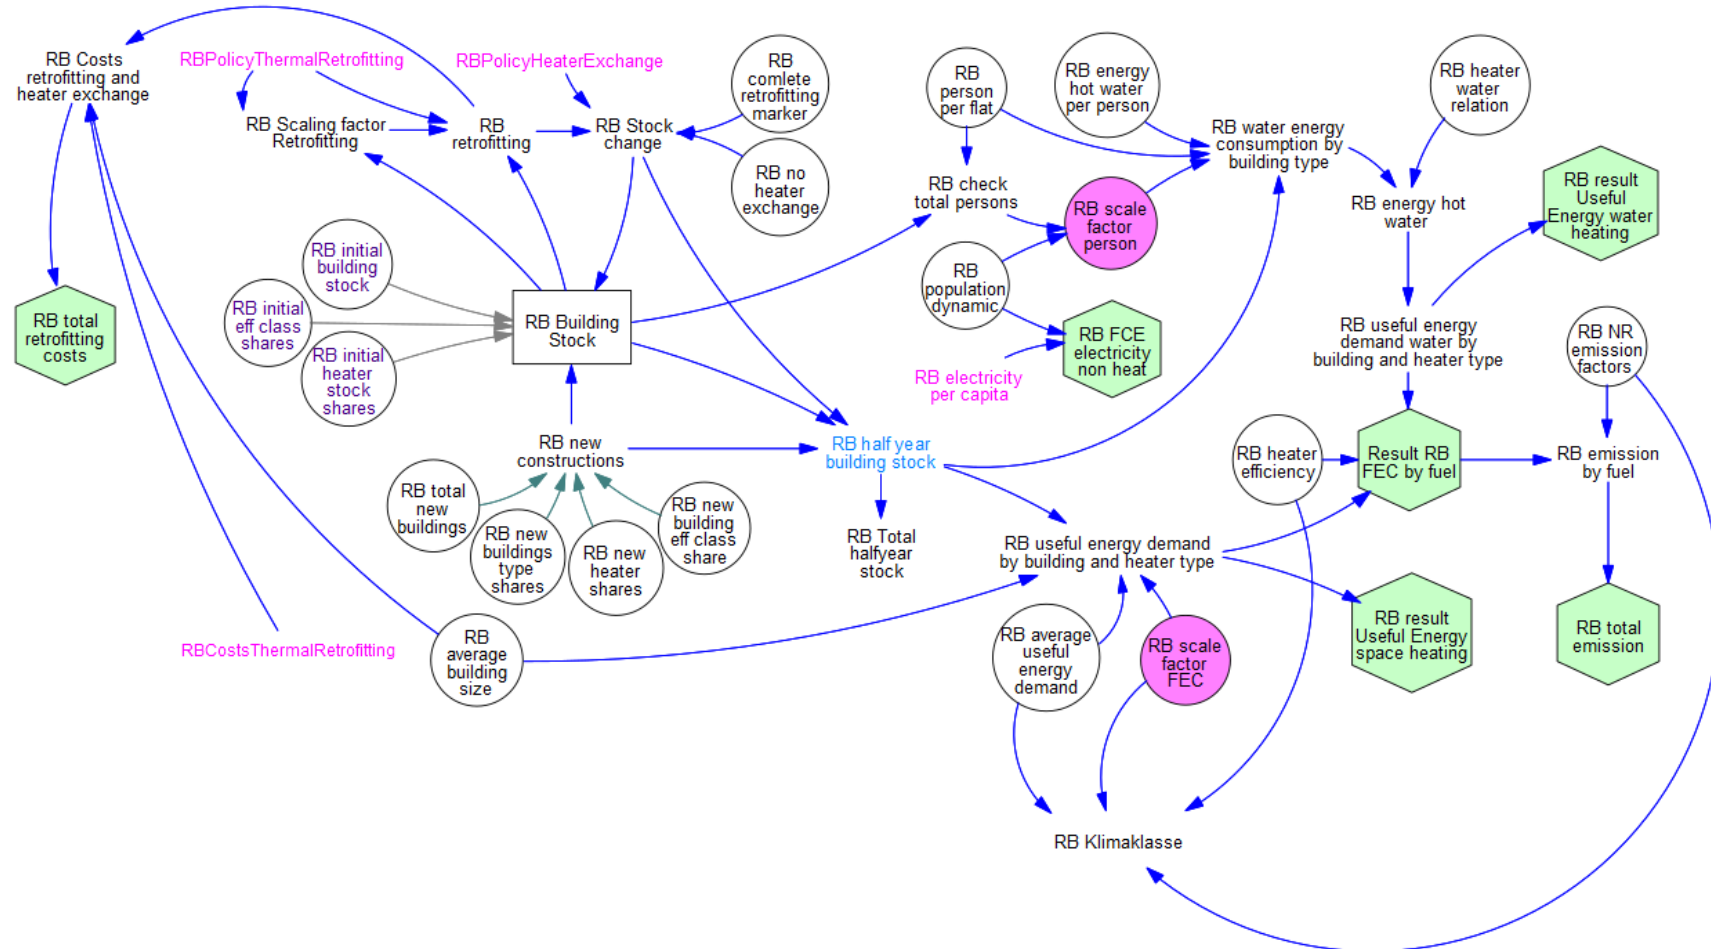 RB Costs
retrofitting and
heater exchange
RBPolicyThermalRetrofitting
RBPolicyHeaterExchange
RB
comlete
retrofitting
marker
RB
person
per flat
RB energy
hot water
per person
RB heater
water
relation
RB Scaling factor
Retrofitting
RB
retrofitting
RB Stock
change
RB no
heater
exchange
RB water energy
consumption by
building type
RB check
total persons
RB scale
factor
person
RB energy hot
water
RB result
Useful
Energy water
heating
RB initial
building
stock
RB initial
eff class
shares
RB initial
heater
stock
shares
RB Building
Stock
RB
population
dynamic
RB FCE
electricity
non heat
RB electricity
per capita
RB total
retrofitting
costs
RB useful energy
demand water by
building and heater type
RB NR
emission
factors
RB new
constructions
RB half year
building stock
RB heater
efficiency
Result RB
FEC by fuel
RB emission
by fuel
RB total
new
buildings
RB new
buildings
type
shares
RB new
heater
shares
RB new
building
eff class
share
RB Total
halfyear
stock
RB useful energy demand
by building and heater type
RBCostsThermalRetrofitting
RB
average
building
size
RB average
useful
energy
demand
RB scale
factor
FEC
RB result
Useful Energy
space heating
RB total
emission
RB Klimaklasse